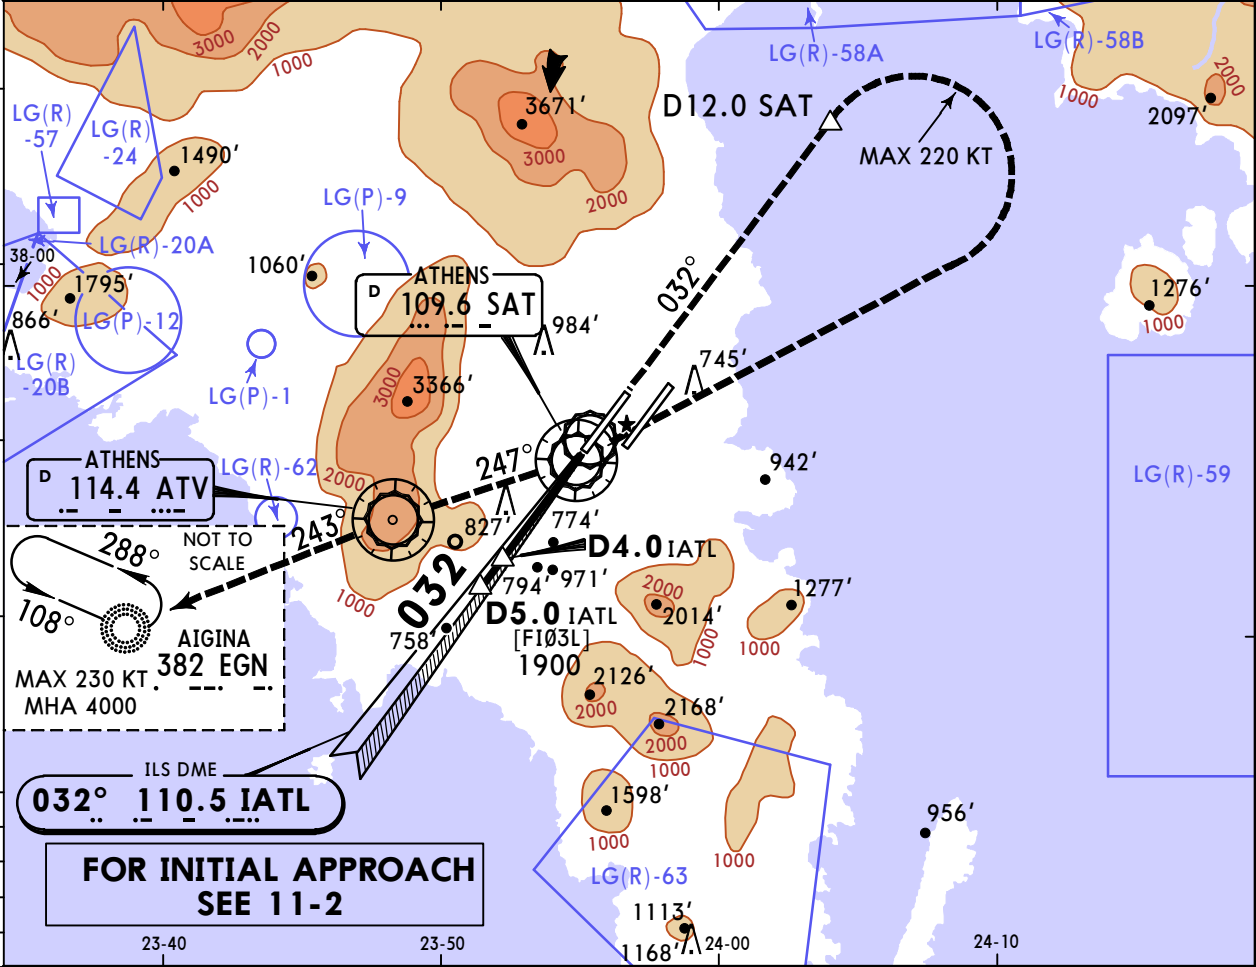 3000
2000
1000
LG(R)-58A
LG(R)-58B
3671'
D12.0 SAT
MAX 220 KT
2000
1000
2097'
LG(R)
-57
LG(R)
-24
1490'
1000
3000
2000
LG(P)-9
LG(R)-20A
38-00
1000
1795'
1060'
ATHENS
D 109.6 SAT
032°
1276'
1000
LG(P)-12
866'
LG(R)
-20B
984'
745'
LG(P)-1
3000
3366'
ATHENS
D 114.4 ATV
LG(R)-62
2000
247°
942'
LG(R)-59
243°
827'
774'
D4.0 IATL
NOT TO
SCALE
288°
108°
1000
032°
794'
971'
D5.0 IATL
[FIØ3L]
1900
2000
2014'
1000
1277'
1000
758'
AIGINA
382 EGN
MAX 230 KT
MHA 4000
2126'
2000
2168'
2000
1000
ILS DME
032° 110.5 IATL
1598'
1000
1000
956'
FOR INITIAL APPROACH
SEE 11-2
LG(R)-63
1113'
1168'
23-40
23-50
24-00
24-10